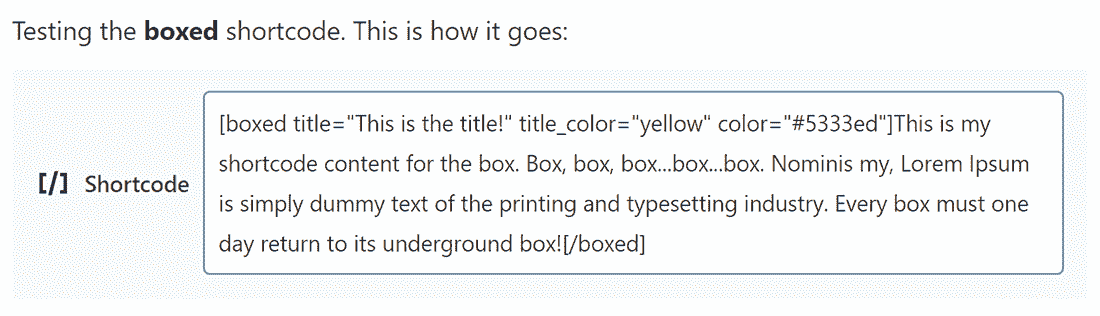 Testing the boxed shortcode. This is how it goes:
[/] Shortcode
[boxed title="This is the title!" title_color="yellow" color="#5333ed"]This is my
shortcode content for the box. Box, box, box...box...box. Nominis my, Lorem Ipsum
is simply dummy text of the printing and typesetting industry. Every box must one
day return to its underground box![/boxed]